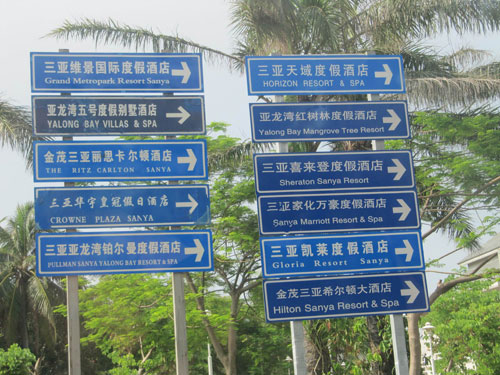 三亚维景国际度假酒店
Grand Metropark Resort Sanya
亚龙湾五号度假别墅酒店
YALONG BAY VILLAS & SPA
金茂三亚丽思卡尔顿酒店
THE RITZ CARLTON SANYA
三亚华宇皇冠假日酒店
CROWNE PLAZA SANYA
三亚亚龙湾铂尔曼度假酒店
PULLMAN SANYA YALONG BAY RESORT & SPA
三亚天域度假酒店
HORIZON RESORT & SPA
亚龙湾红树林度假酒店
Yalong Bay Mangrove Tree Resort
三亚喜来登度假酒店
Sheraton Sanya Resort
三亚家化万豪度假酒店
Sanya Marriott Resort & Spa
三亚凯莱度假酒店
Gloria Resort Sanya
金茂三亚希尔顿大酒店
Hilton Sanya Resort & Spa